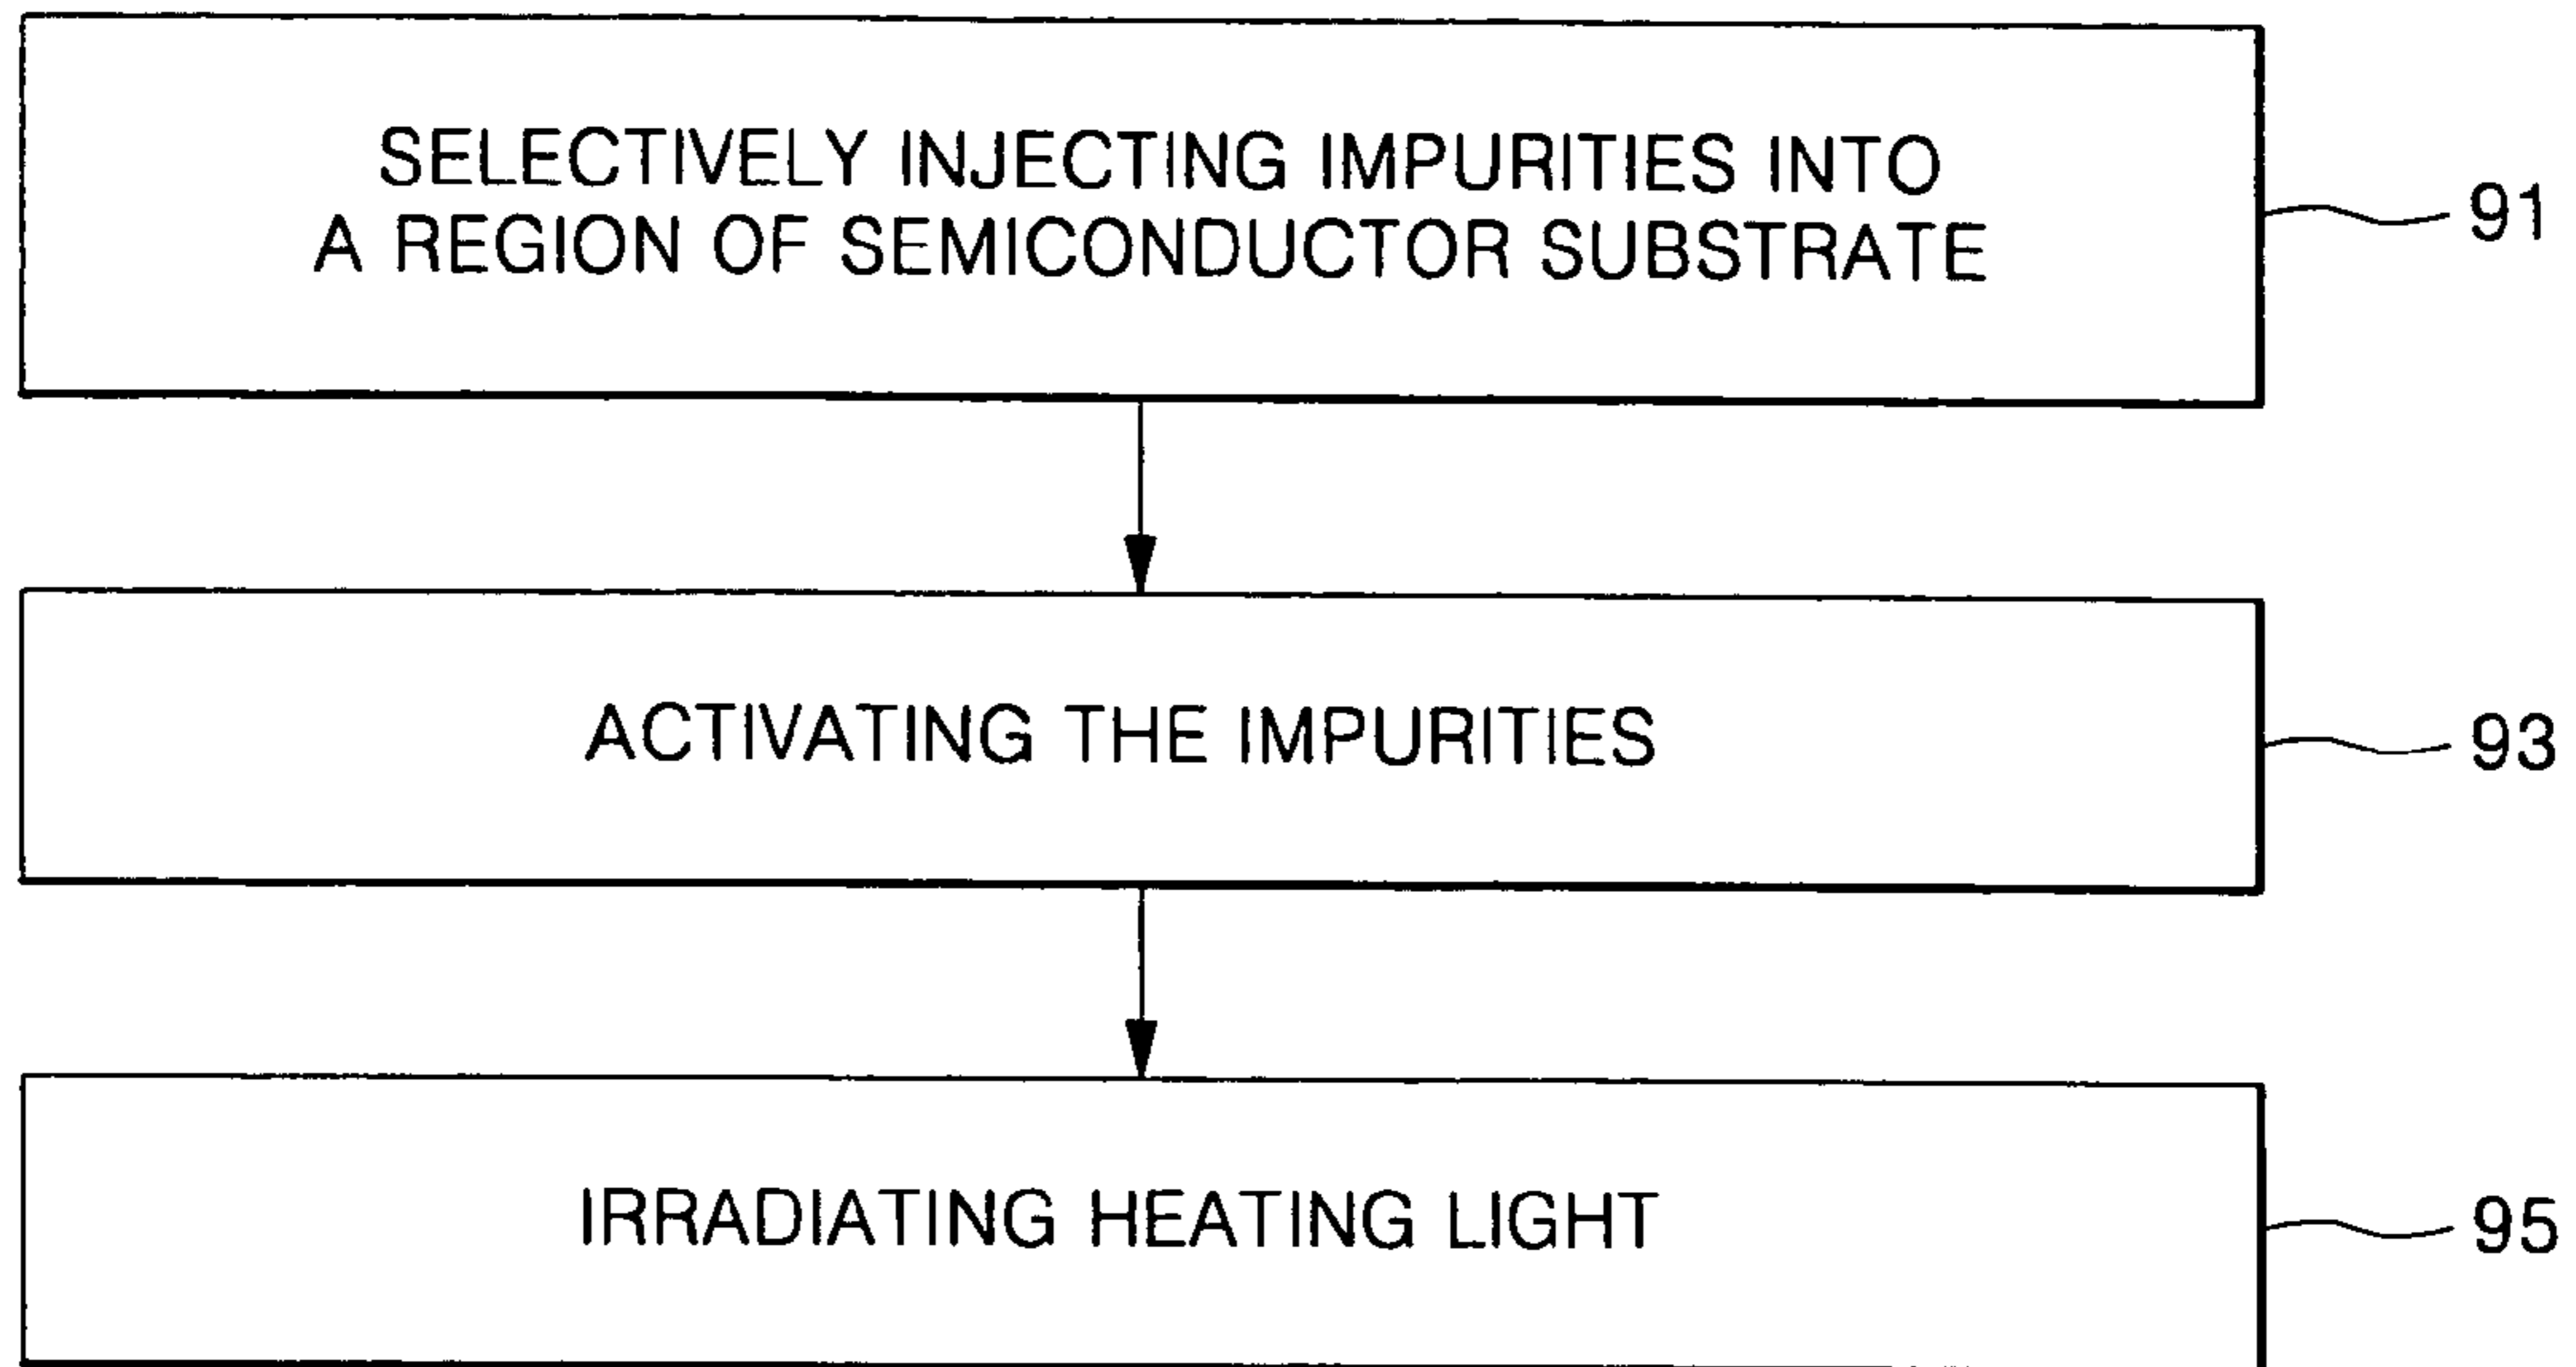 SELECTIVELY INJECTING IMPURITIES INTO
A REGION OF SEMICONDUCTOR SUBSTRATE
91
ACTIVATING THE IMPURITIES
93
IRRADIATING HEATING LIGHT
95